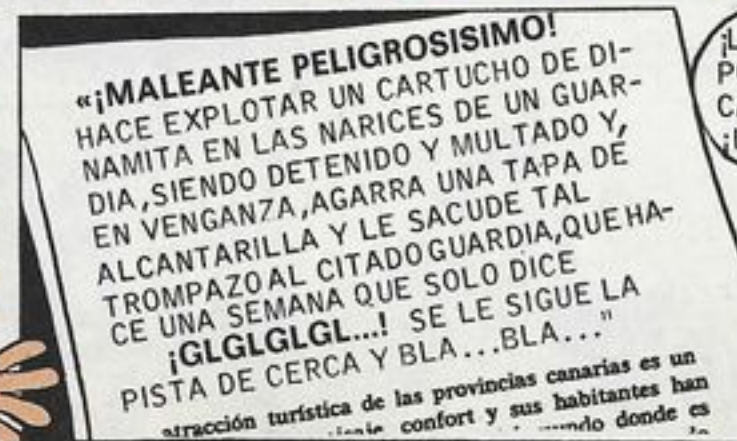 «¡MALEANTE PELIGROSISIMO!
HACE EXPLOTAR UN CARTUCHO DE DI-
NAMITA EN LAS NARICES DE UN GUAR-
DIA, SIENDO DETENIDO Y MULTADO Y,
EN VENGANZA, AGARRA UNA TAPA DE
ALCANTARILLA Y LE SACUDE TAL
TROMPAZO AL CITADO GUARDIA, QUE HA-
CE UNA SEMANA QUE SOLO DICE
¡GLGLGLGL...! SE LE SIGUE LA
PISTA DE CERCA Y BLA...BLA..."
atracción turística de las provincias canarias es un
confort y sus habitantes han
mundo donde es